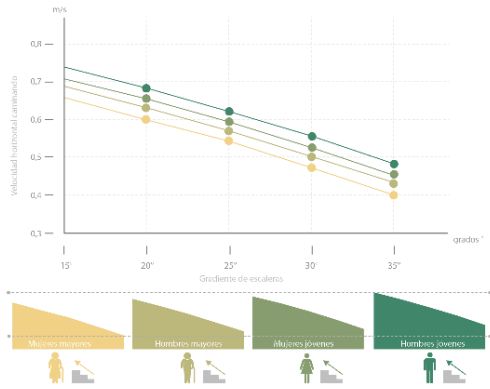 m/s
0,8
0,7
0,6
0,5
0,4
0,3
Velocidad horizontal caminando
grados °
15°
20°
25°
30°
35°
Gradiente de escaleras
Mujeres mayores
Hombres mayores
Mujeres jóvenes
Hombres jóvenes